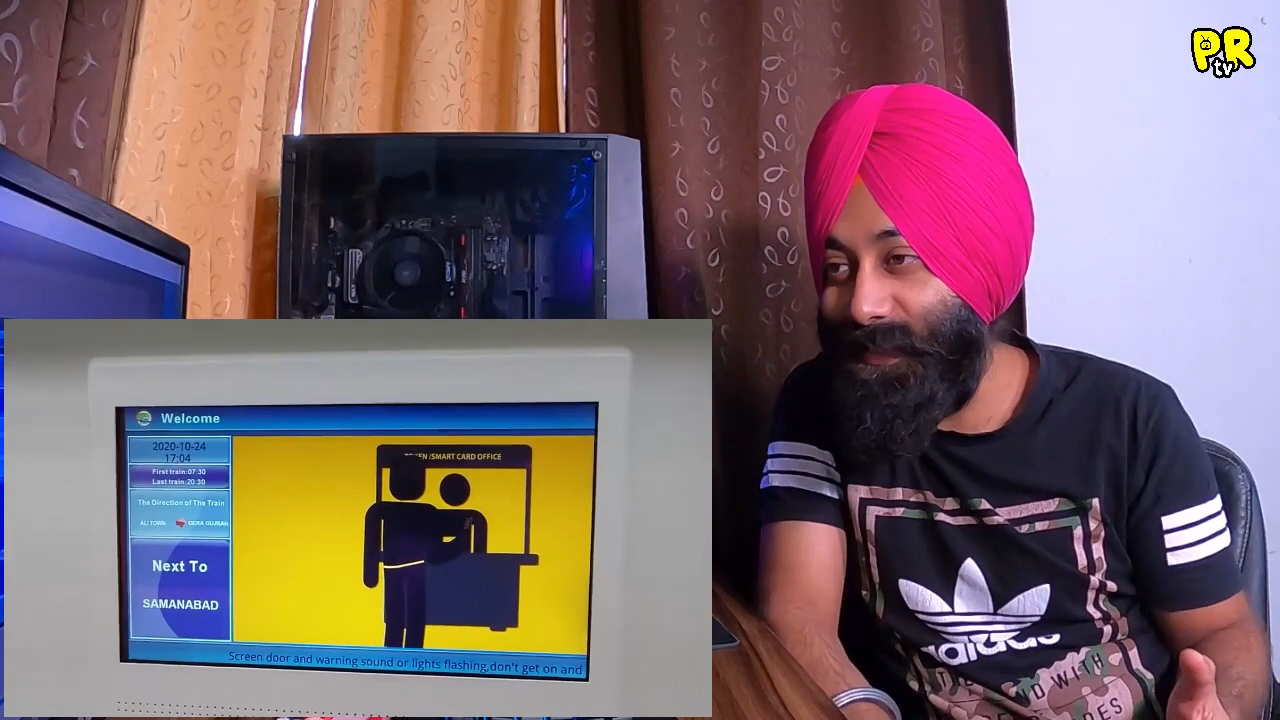 PR
tv
Welcome
2020-10-24
17:04
First train:07:30
Last train:20:30
The Direction of The Train
ALI TOWN DERA GUJRAN
Next To
SAMANABAD
/SMART CARD OFFICE
Screen door and warning sound or lights flashing,don't get on and
adidas
WITH